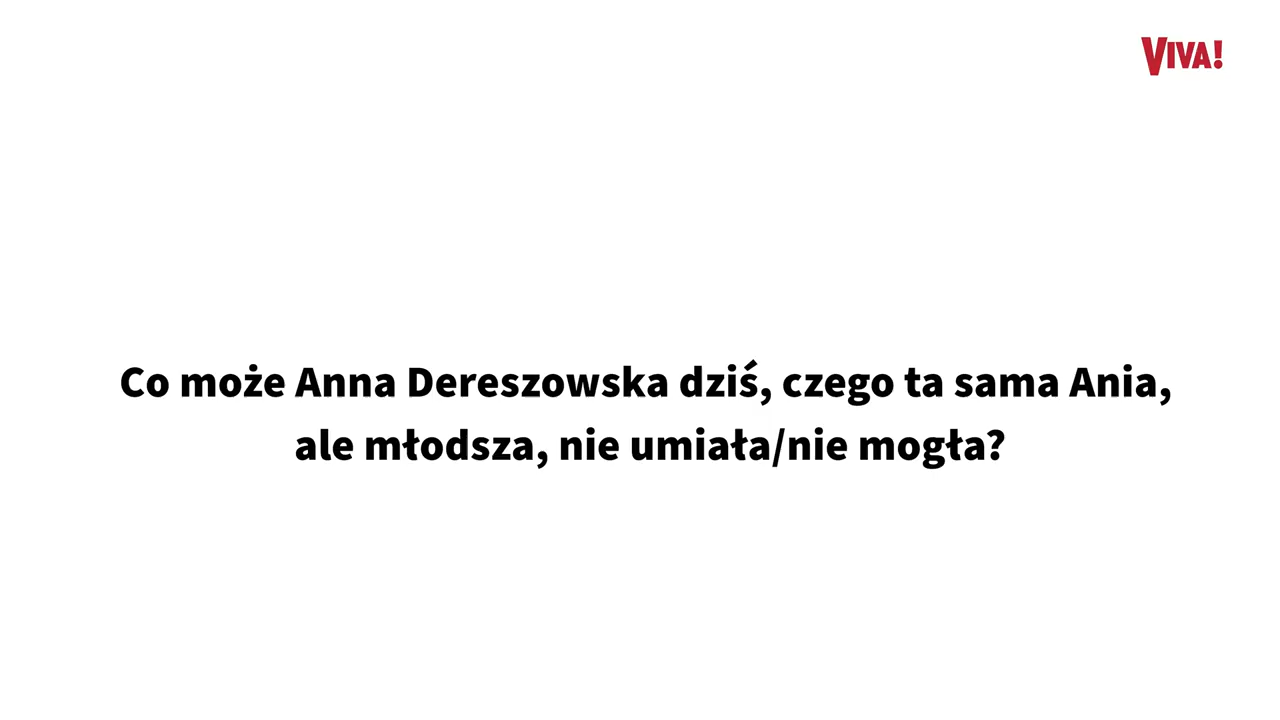 VIVA!
Co może Anna Dereszowska dziś, czego ta sama Ania,
ale młodsza, nie umiała/nie mogła?